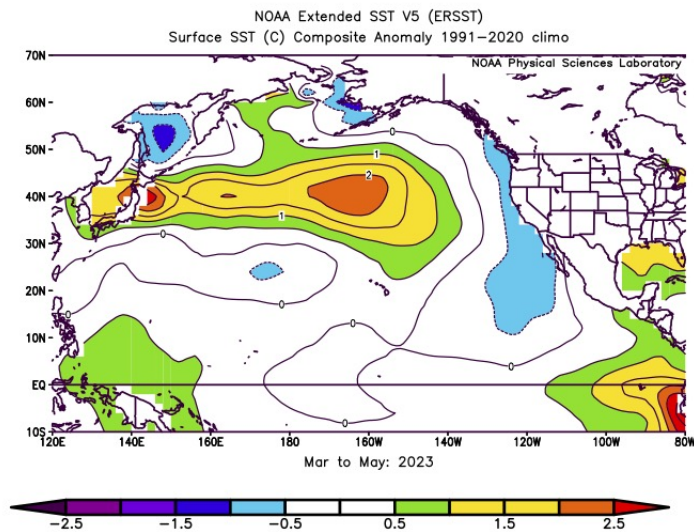 NOAA Extended SST V5 (ERSST)
Surface SST (C) Composite Anomaly 1991-2020 climo
NOAA Physical Sciences Laboratory
70N
60N
50N
40N
30N
20N
10N
EQ
10S
0
1
2
1
0
0
0
0
0
0
0
120E 140E 160E 180 160W 140W 120W 100W 80W
Mar to May: 2023
-2.5 -1.5 -0.5 0.5 1.5 2.5